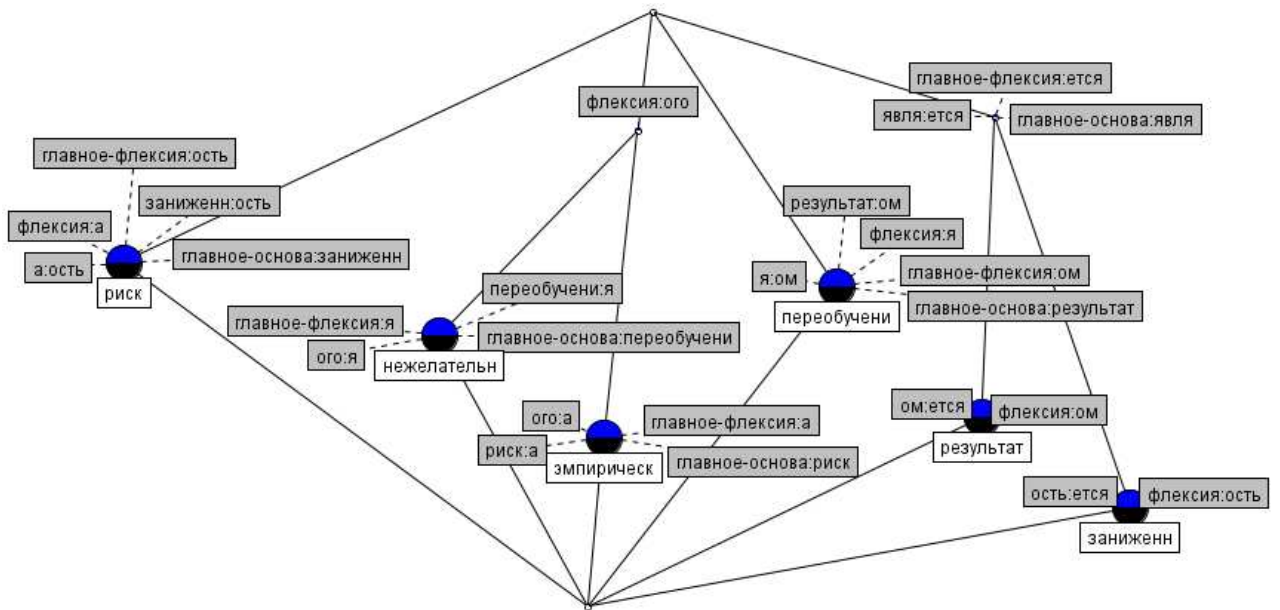 главное-флексия:ется
флексия:ого
явля:ется
главное-основа:явля
главное-флексия:ость
заниженн:ость
результат:ом
флексия:а
флексия:я
главное-основа:заниженн
а:ость
главное-флексия:ом
риск
я:ом
переобучени:я
главное-основа:результат
переобучени
главное-флексия:я
главное-основа:переобучени
ого:я
нежелательн
ом:ется
флексия:ом
ого:а
главное-флексия:а
результат
риск:а
главное-основа:риск
эмпирическ
ость:ется
флексия:ость
заниженн